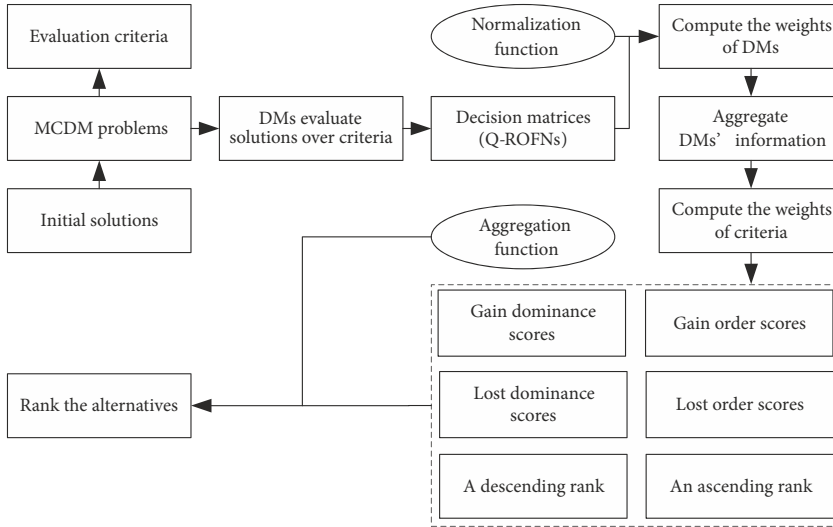 Evaluation criteria
MCDM problems
Initial solutions
DMs evaluate
solutions over criteria
Normalization
function
Decision matrices
(Q-ROFNs)
Compute the weights
of DMs
Aggregate
DMs’ information
Compute the weights
of criteria
Aggregation
function
Gain dominance
scores
Gain order scores
Lost dominance
scores
Lost order scores
A descending rank
An ascending rank
Rank the alternatives